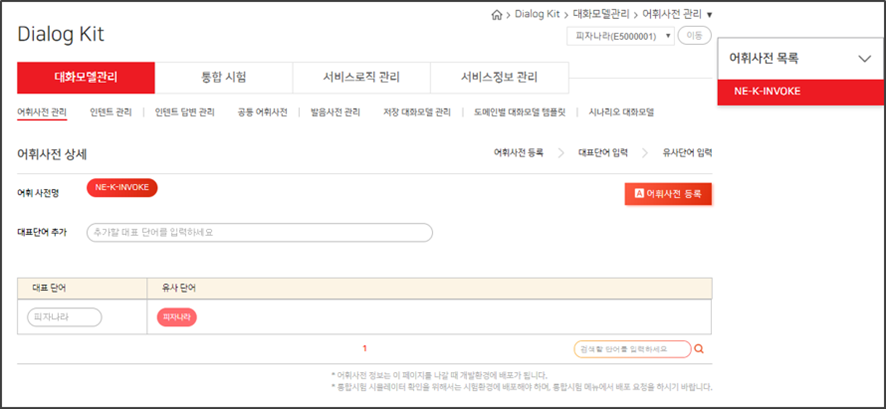 Dialog Kit > 대화모델관리 > 어휘사전 관리 ▼
Dialog Kit
피자나라(E5000001) ▼ 이동
대화모델관리 통합 시험 서비스로직 관리 서비스정보 관리
어휘사전 관리 인텐트 관리 인텐트 답변 관리 공통 어휘사전 발음사전 관리 저장 대화모델 관리 도메인별 대화모델 템플릿 시나리오 대화모델
어휘사전 상세
어휘사전 등록 > 대표단어 입력 > 유사단어 입력
어휘 사전명 NE-K-INVOKE
A 어휘사전 등록
대표단어 추가 추가할 대표 단어를 입력하세요
대표 단어 유사 단어
피자나라 피자나라
1 검색할 단어를 입력하세요
* 어휘사전 정보는 이 페이지를 나갈 때 개발환경에 배포가 됩니다.
* 통합시험 시뮬레이터 확인을 위해서는 시험환경에 배포해야 하며, 통합시험 메뉴에서 배포 요청을 하시기 바랍니다.
어휘사전 목록
NE-K-INVOKE